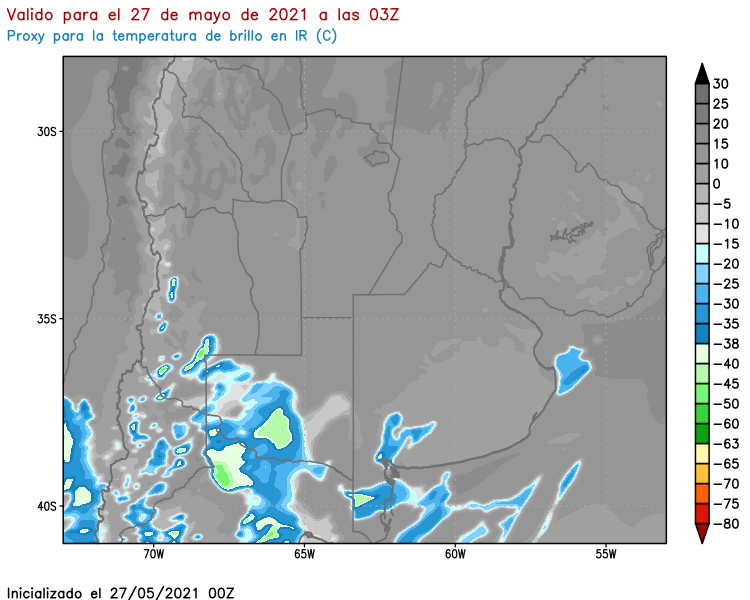 Valido para el 27 de mayo de 2021 a las 03Z
Proxy para la temperatura de brillo en IR (C)
30S
35S
40S
70W
65W
60W
55W
30
25
20
15
10
0
-5
-10
-15
-20
-25
-30
-35
-38
-40
-45
-50
-60
-63
-65
-70
-75
-80
Inicializado el 27/05/2021 00Z